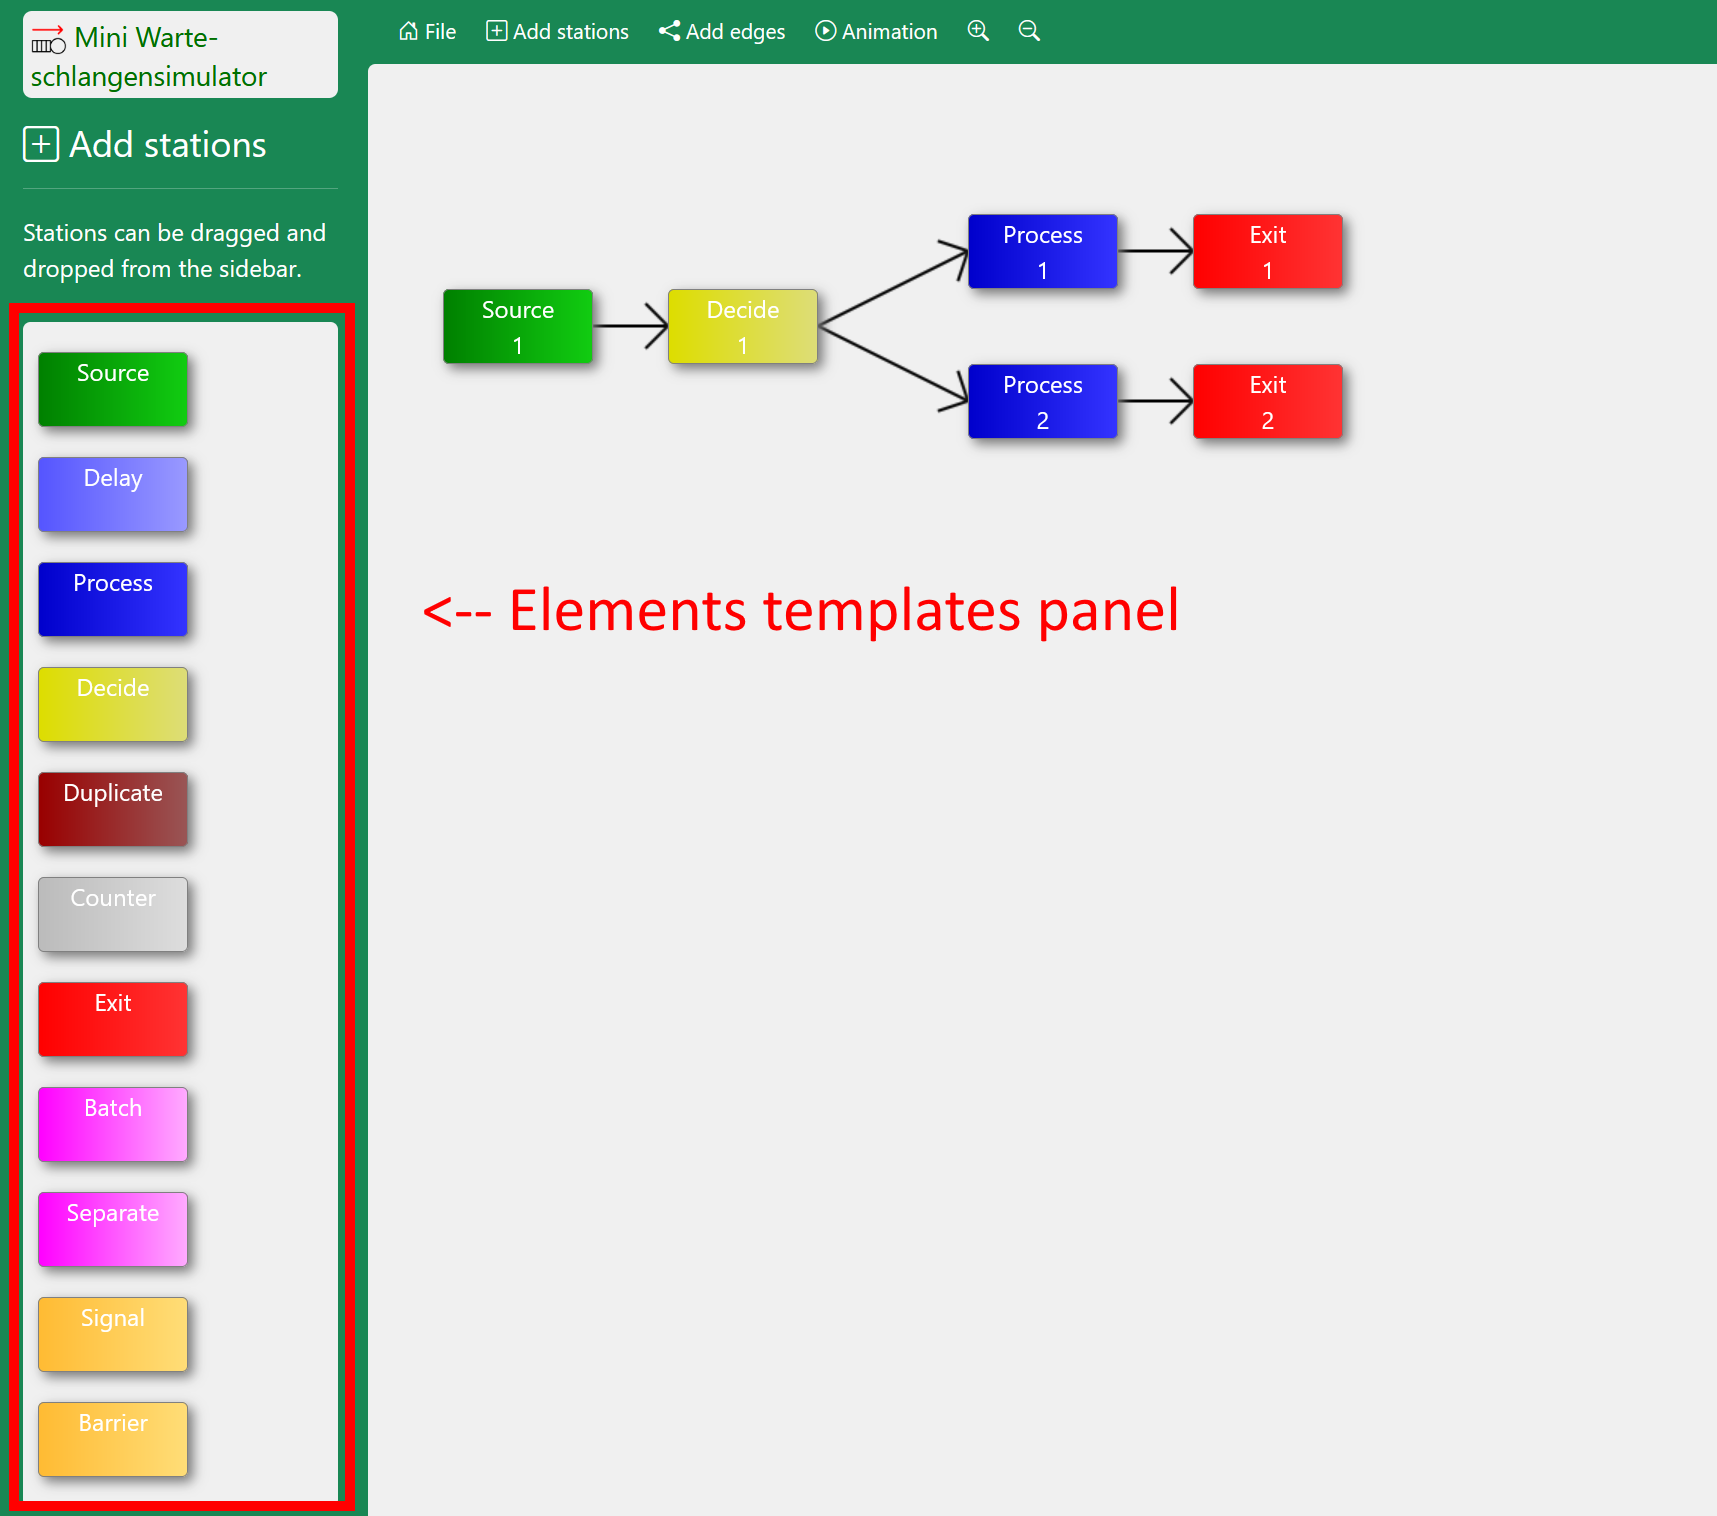 Mini Warte-
schlangensimulator
Add stations
Stations can be dragged and
dropped from the sidebar.
Source
Delay
Process
Decide
Duplicate
Counter
Exit
Batch
Separate
Signal
Barrier
File Add stations Add edges Animation
Source
1
Decide
1
Process
1
Exit
1
Process
2
Exit
2
<-- Elements templates panel